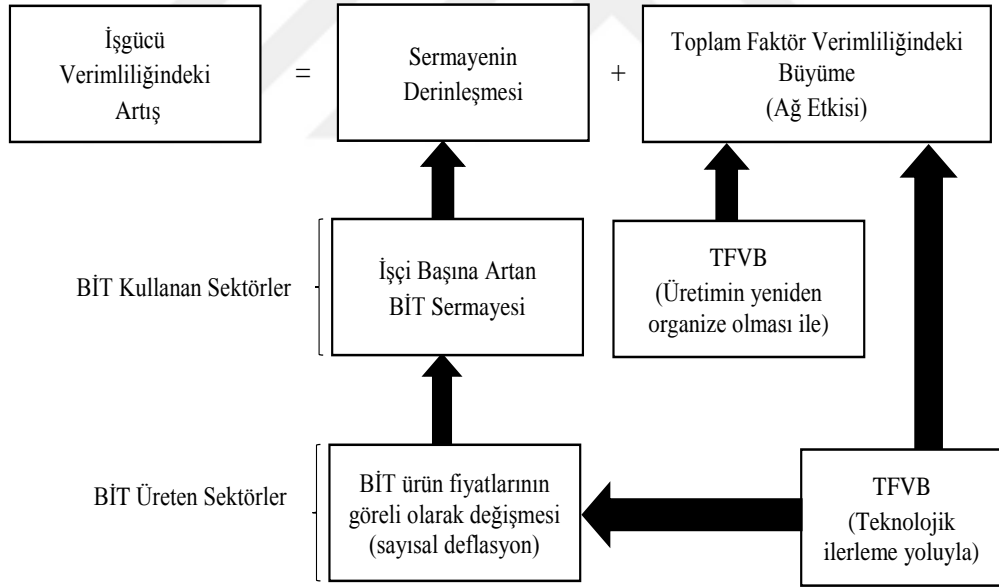 İşgücü
Verimliliğindeki
Artış
=
Sermayenin
Derinleşmesi
+
Toplam Faktör Verimliliğindeki
Büyüme
(Ağ Etkisi)
BİT Kullanan Sektörler
İşçi Başına Artan
BİT Sermayesi
TFVB
(Üretimin yeniden
organize olması ile)
BİT Üreten Sektörler
BİT ürün fiyatlarının
göreli olarak değişmesi
(sayısal deflasyon)
TFVB
(Teknolojik
ilerleme yoluyla)